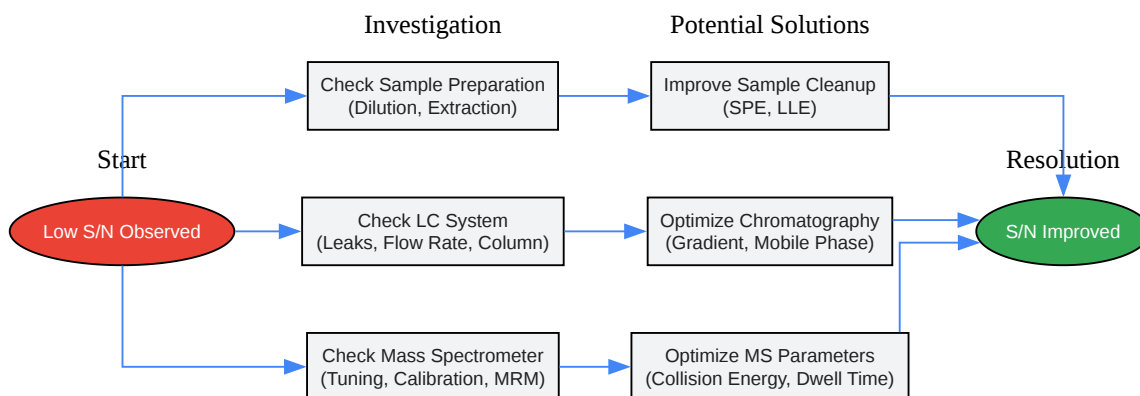 Investigation
Potential Solutions
Check Sample Preparation
(Dilution, Extraction)
Improve Sample Cleanup
(SPE, LLE)
Start
Resolution
Low S/N Observed
Check LC System
(Leaks, Flow Rate, Column)
Optimize Chromatography
(Gradient, Mobile Phase)
S/N Improved
Check Mass Spectrometer
(Tuning, Calibration, MRM)
Optimize MS Parameters
(Collision Energy, Dwell Time)